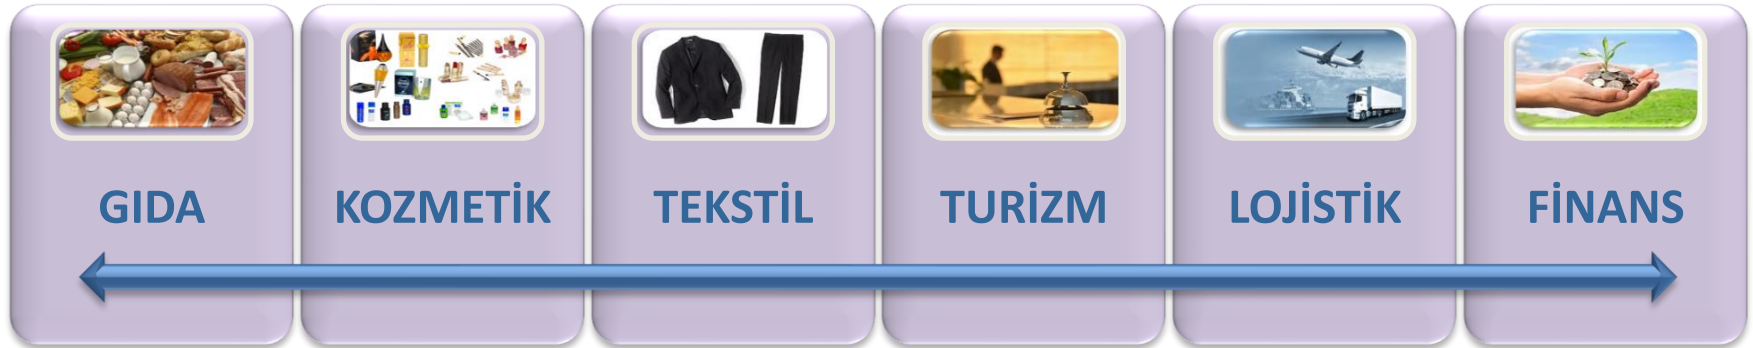 GIDA
KOZMETİK
TEKSTİL
TURİZM
LOJİSTİK
FİNANS